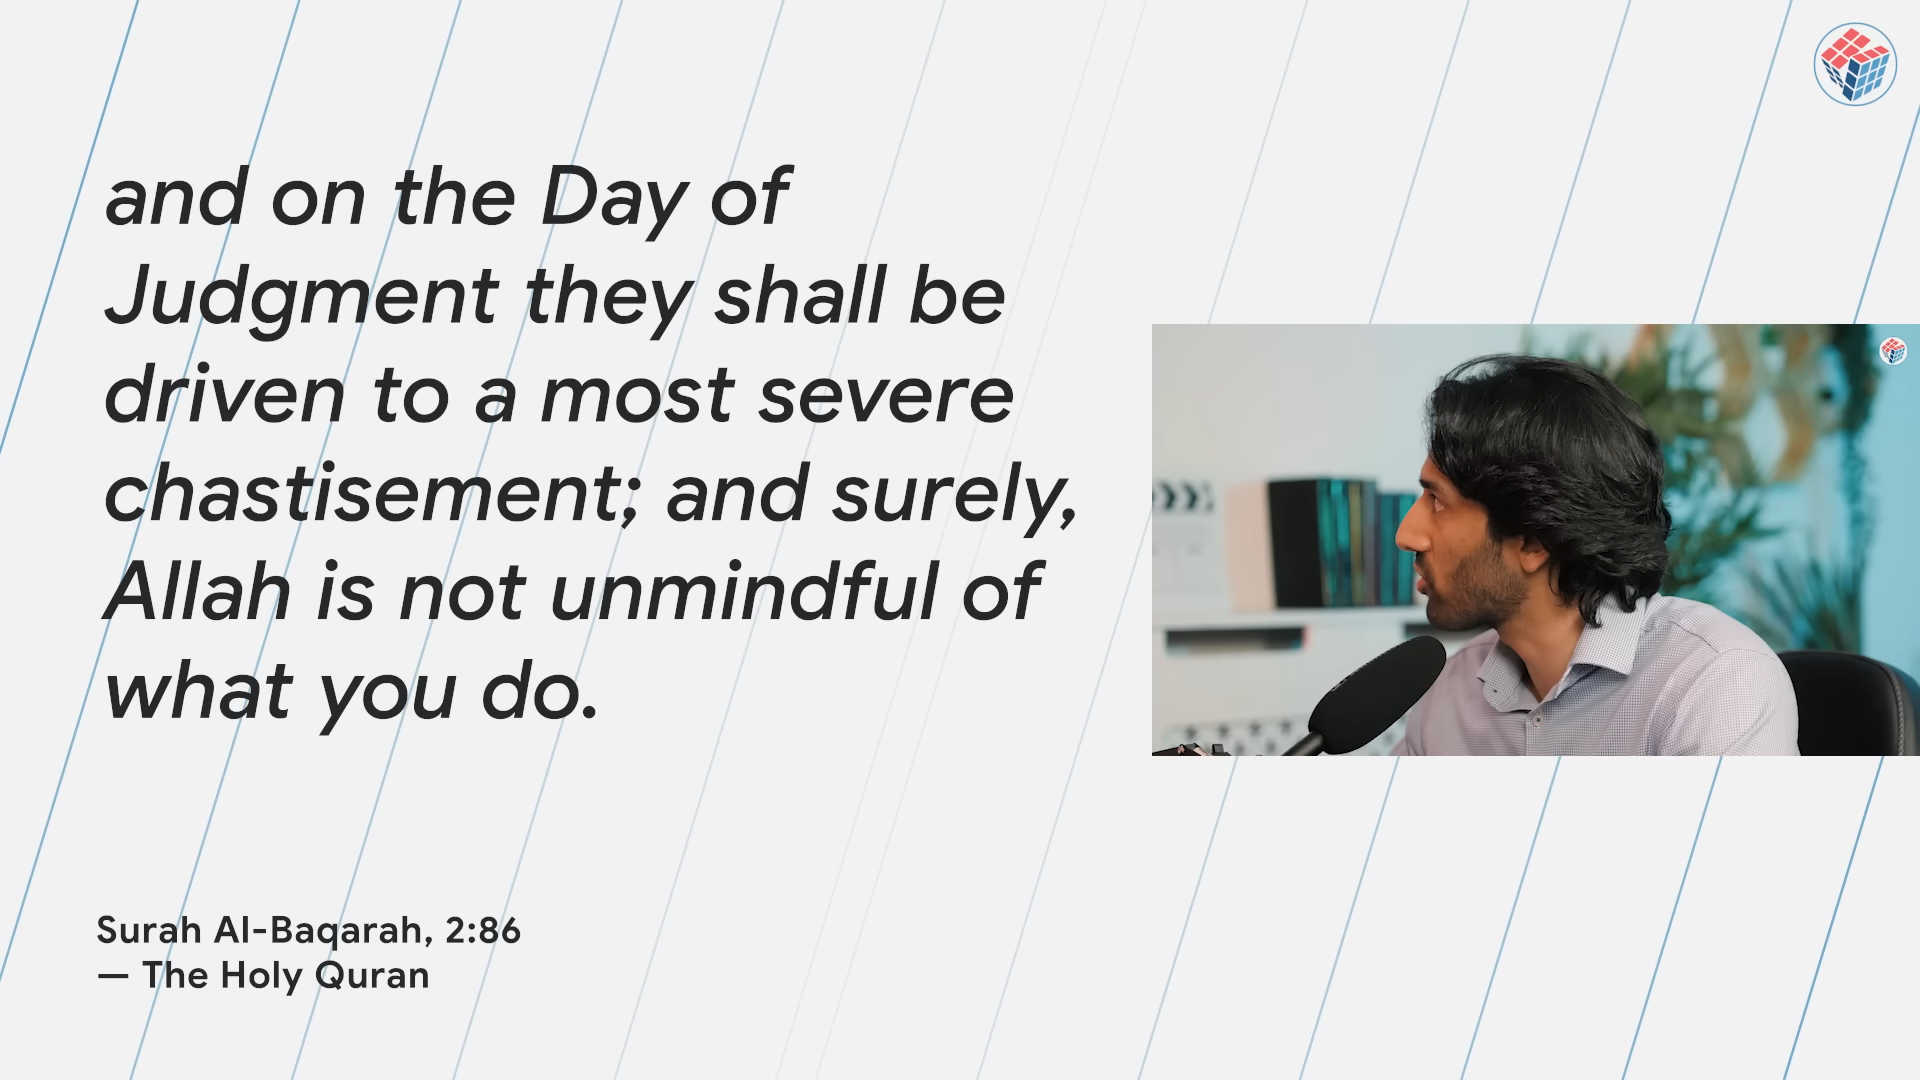 and on the Day of
Judgment they shall be
driven to a most severe
chastisement; and surely,
Allah is not unmindful of
what you do.
Surah Al-Baqarah, 2:86
— The Holy Quran